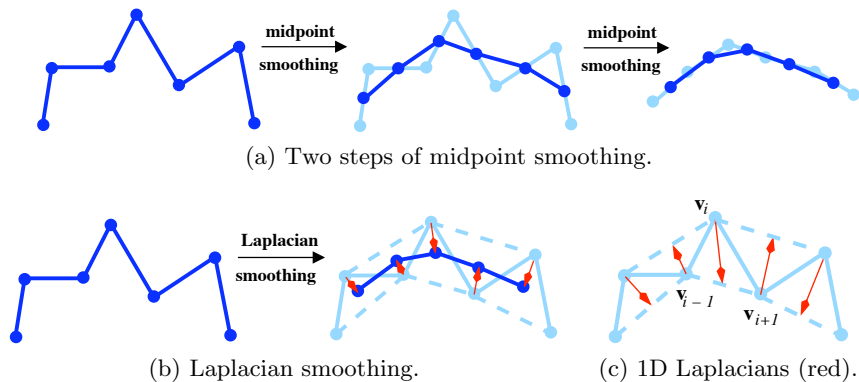 midpoint
smoothing
midpoint
smoothing
(a) Two steps of midpoint smoothing.
Laplacian
smoothing
v_i
v_{i – 1}
v_{i+1}
(b) Laplacian smoothing.
(c) 1D Laplacians (red).